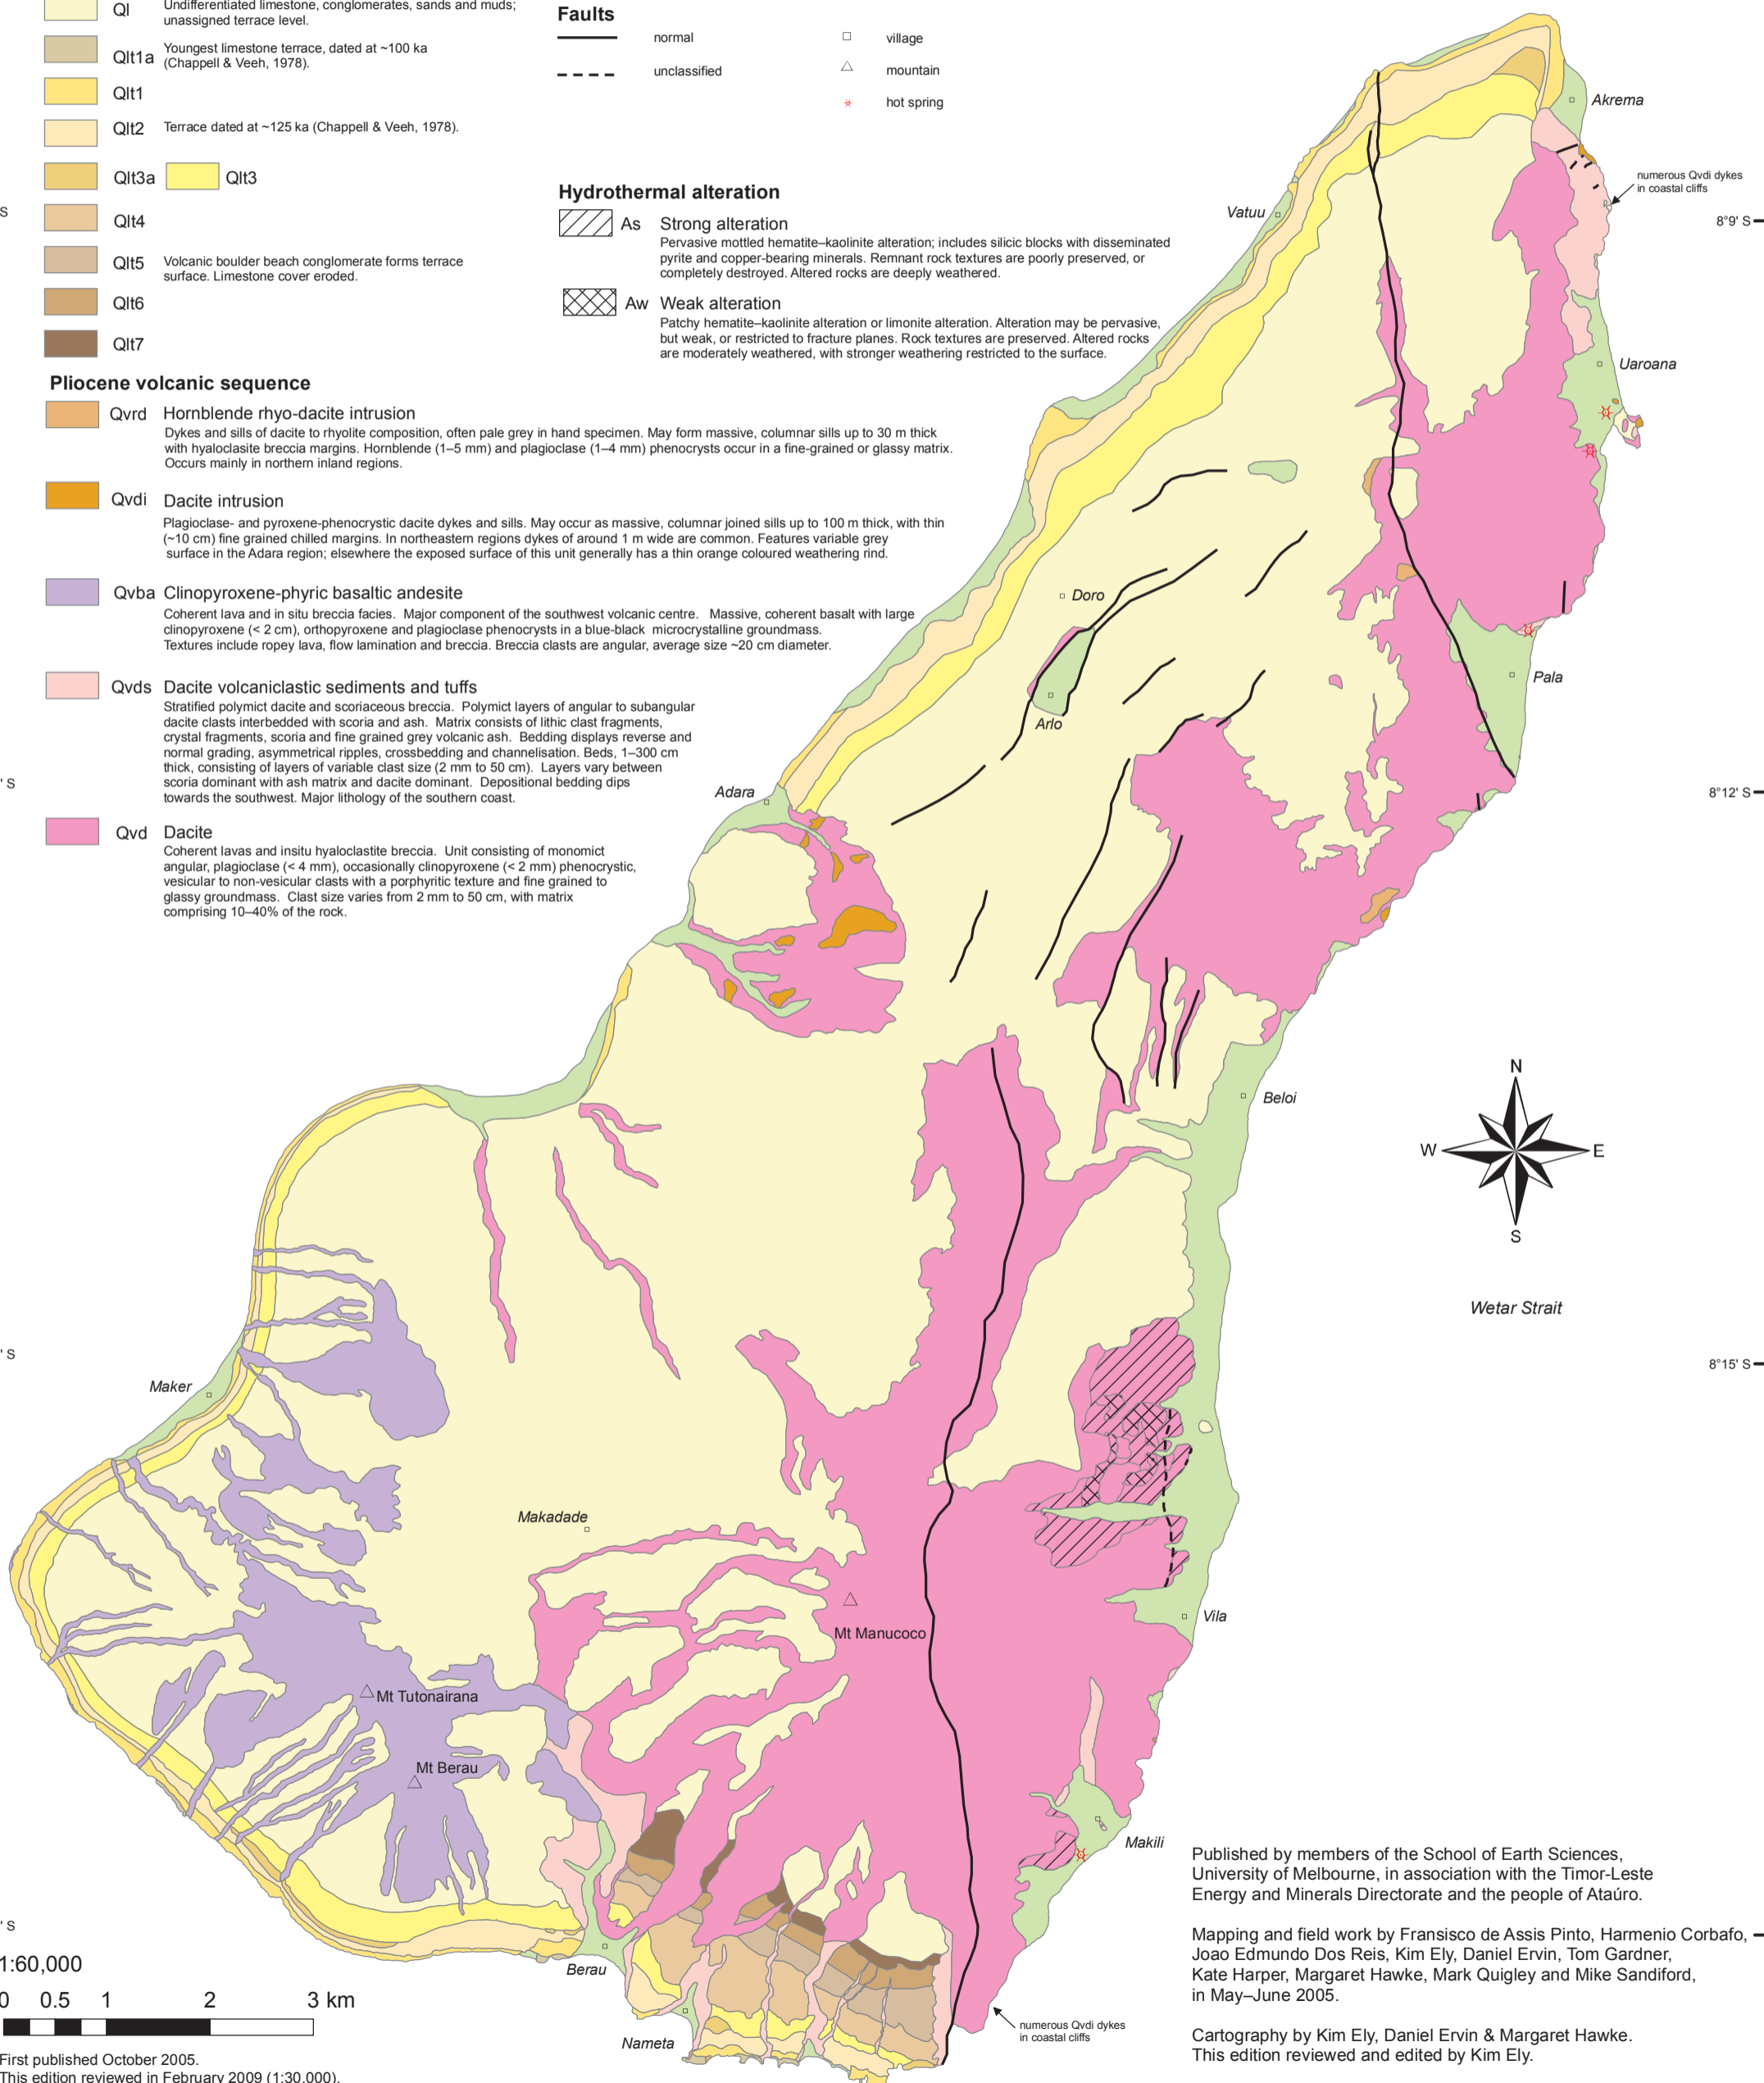 Ql
Undifferentiated limestone, conglomerates, sands and muds;
unassigned terrace level.
Qlt1a
Youngest limestone terrace, dated at ~100 ka
(Chappell & Veeh, 1978).
Qlt1
Qlt2
Terrace dated at ~125 ka (Chappell & Veeh, 1978).
Qlt3a
Qlt3
Qlt4
Qlt5
Volcanic boulder beach conglomerate forms terrace
surface. Limestone cover eroded.
Qlt6
Qlt7
Pliocene volcanic sequence
Qvrd Hornblende rhyo-dacite intrusion
Dykes and sills of dacite to rhyolite composition, often pale grey in hand specimen. May form massive, columnar sills up to 30 m thick
with hyaloclasite breccia margins. Hornblende (1–5 mm) and plagioclase (1–4 mm) phenocrysts occur in a fine-grained or glassy matrix.
Occurs mainly in northern inland regions.
Qvdi Dacite intrusion
Plagioclase- and pyroxene-phenocrystic dacite dykes and sills. May occur as massive, columnar joined sills up to 100 m thick, with thin
(~10 cm) fine grained chilled margins. In northeastern regions dykes of around 1 m wide are common. Features variable grey
surface in the Adara region; elsewhere the exposed surface of this unit generally has a thin orange coloured weathering rind.
Qvba Clinopyroxene-phyric basaltic andesite
Coherent lava and in situ breccia facies. Major component of the southwest volcanic centre. Massive, coherent basalt with large
clinopyroxene (< 2 cm), orthopyroxene and plagioclase phenocrysts in a blue-black microcrystalline groundmass.
Textures include ropey lava, flow lamination and breccia. Breccia clasts are angular, average size ~20 cm diameter.
Qvds Dacite volcaniclastic sediments and tuffs
Stratified polymict dacite and scoriaceous breccia. Polymict layers of angular to subangular
dacite clasts interbedded with scoria and ash. Matrix consists of lithic clast fragments,
crystal fragments, scoria and fine grained grey volcanic ash. Bedding displays reverse and
normal grading, asymmetrical ripples, crossbedding and channelisation. Beds, 1–300 cm
thick, consisting of layers of variable clast size (2 mm to 50 cm). Layers vary between
scoria dominant with ash matrix and dacite dominant. Depositional bedding dips
towards the southwest. Major lithology of the southern coast.
Qvd Dacite
Coherent lavas and insitu hyaloclastite breccia. Unit consisting of monomict
angular, plagioclase (< 4 mm), occasionally clinopyroxene (< 2 mm) phenocrystic,
vesicular to non-vesicular clasts with a porphyritic texture and fine grained to
glassy groundmass. Clast size varies from 2 mm to 50 cm, with matrix
comprising 10–40% of the rock.
Faults
normal
unclassified
village
mountain
hot spring
Hydrothermal alteration
As Strong alteration
Pervasive mottled hematite–kaolinite alteration; includes silicic blocks with disseminated
pyrite and copper-bearing minerals. Remnant rock textures are poorly preserved, or
completely destroyed. Altered rocks are deeply weathered.
Aw Weak alteration
Patchy hematite–kaolinite alteration or limonite alteration. Alteration may be pervasive,
but weak, or restricted to fracture planes. Rock textures are preserved. Altered rocks
are moderately weathered, with stronger weathering restricted to the surface.
Akrema
numerous Qvdi dykes
in coastal cliffs
Vatuu
S
8°9' S
Uaroana
Doro
Arlo
Pala
Adara
' S
8°12' S
Beloi
N
W
E
S
Wetar Strait
' S
8°15' S
Maker
Makadade
Mt Manucoco
Vila
Mt Tutonairana
Mt Berau
Makili
' S
Berau
Nameta
numerous Qvdi dykes
in coastal cliffs
1:60,000
0 0.5 1 2 3 km
First published October 2005.
This edition reviewed in February 2009 (1:30,000).
Published by members of the School of Earth Sciences,
University of Melbourne, in association with the Timor-Leste
Energy and Minerals Directorate and the people of Ataúro.
Mapping and field work by Fransisco de Assis Pinto, Harmenio Corbafo,
Joao Edmundo Dos Reis, Kim Ely, Daniel Ervin, Tom Gardner,
Kate Harper, Margaret Hawke, Mark Quigley and Mike Sandiford,
in May–June 2005.
Cartography by Kim Ely, Daniel Ervin & Margaret Hawke.
This edition reviewed and edited by Kim Ely.